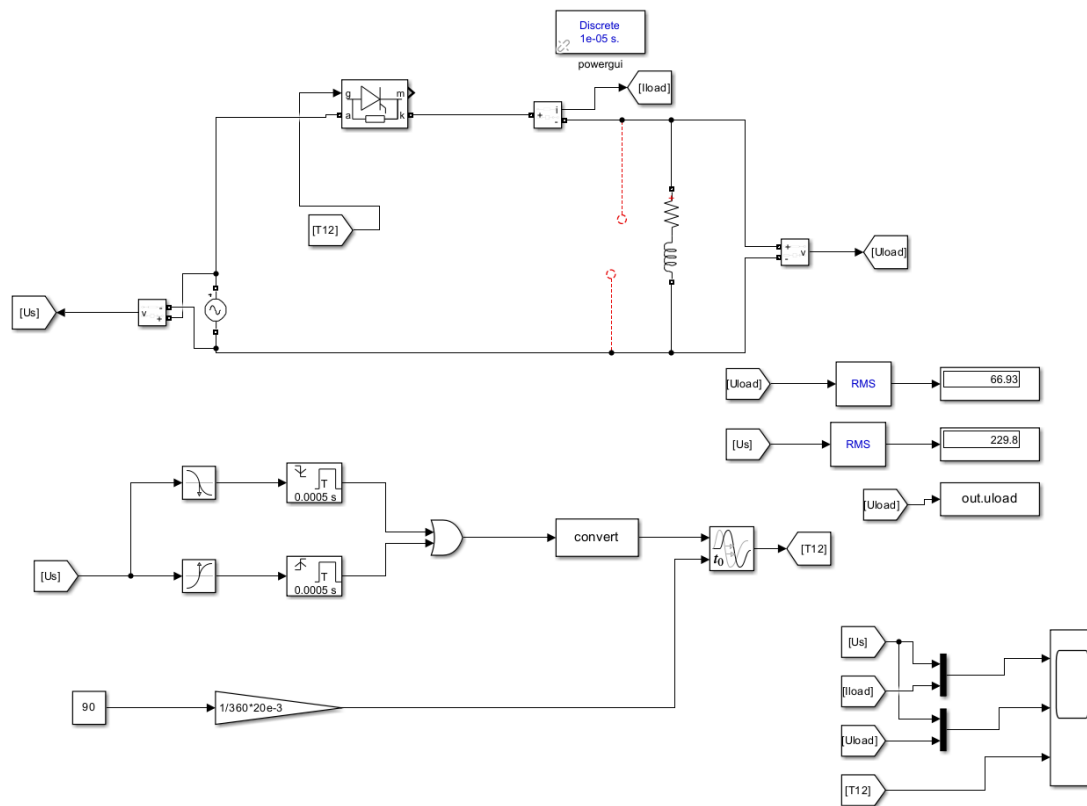 Discrete
1e-05 s.
powergui
[Iload]
g
m
a
k
+
i
-
[T12]
+
v
-
[Uload]
[Us]
v
-
+
[Uload]
RMS
66.93
[Us]
RMS
229.8
[Uload]
out.uload
T
0.0005 s
convert
t0
[T12]
[Us]
T
0.0005 s
90
1/360*20e-3
[Us]
[Iload]
[Uload]
[T12]